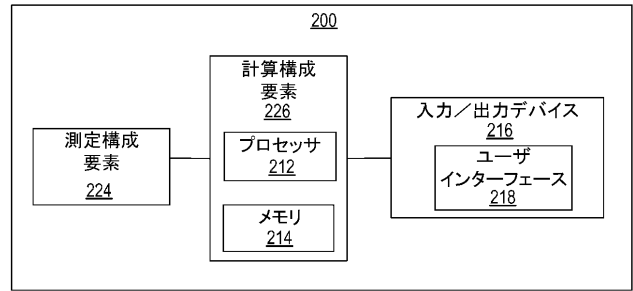 200
測定構成
要素
224
計算構成
要素
226
プロセッサ
212
メモリ
214
入力／出力デバイス
216
ユーザ
インターフェース
218